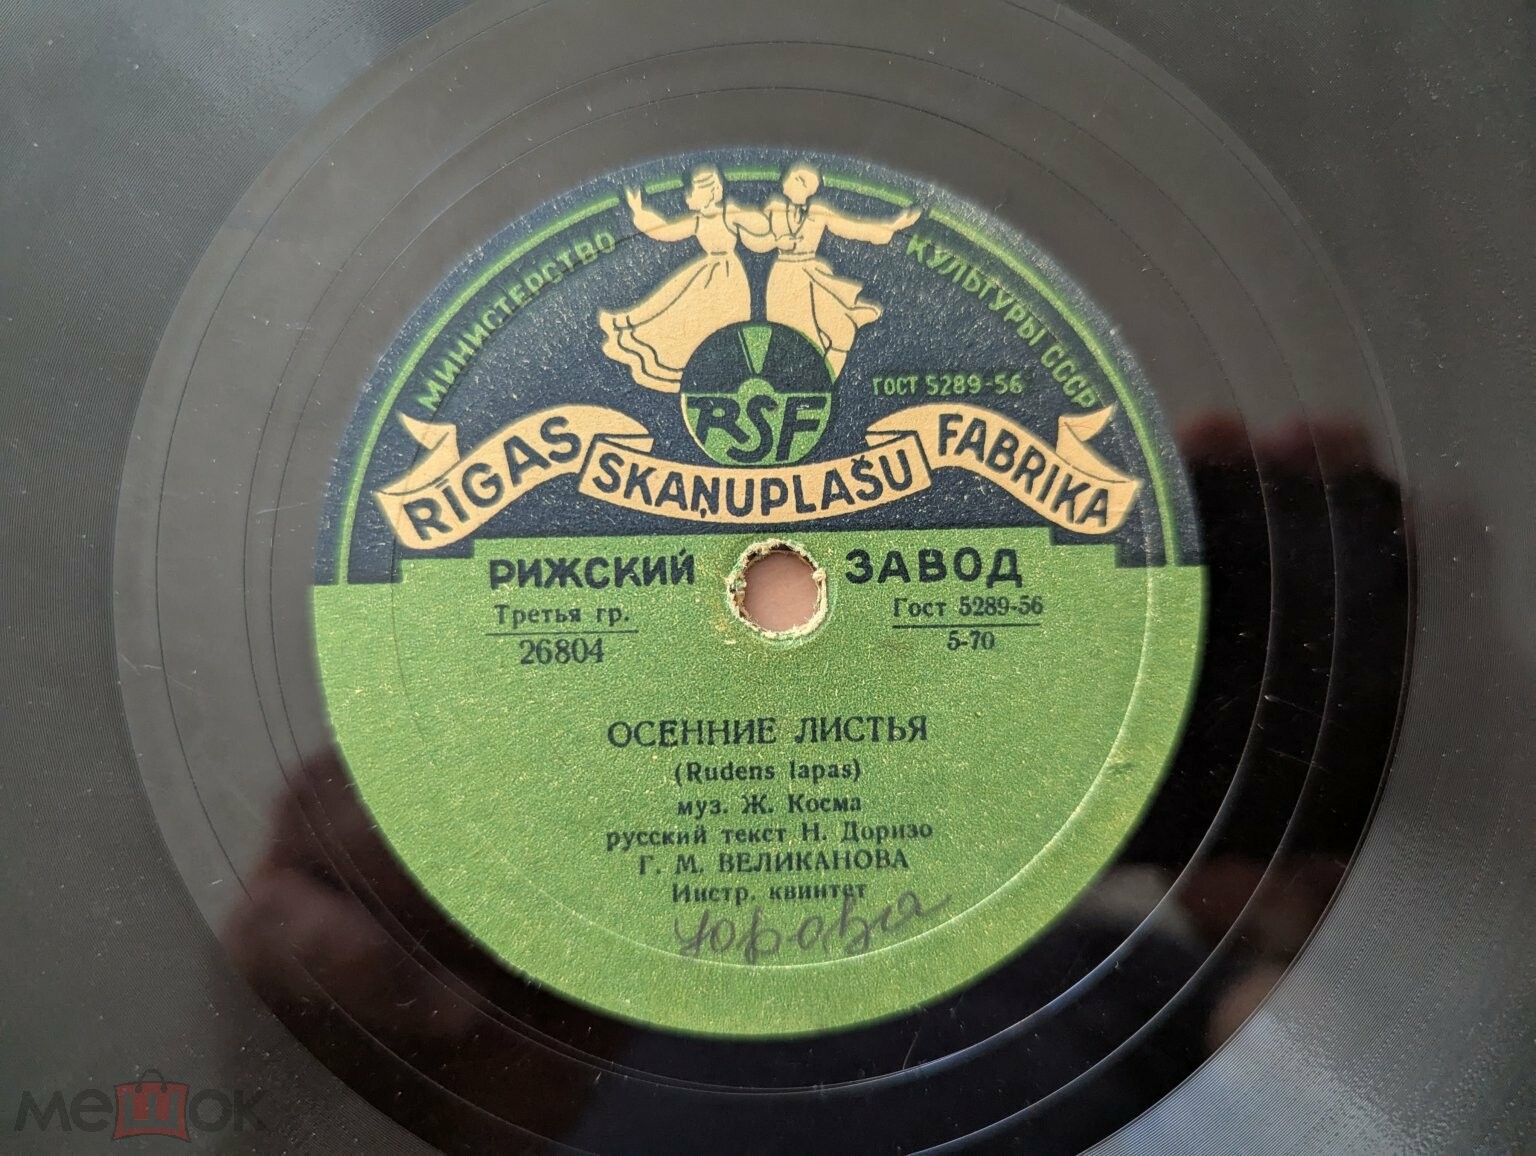 МИНИСТЕРСТВО КУЛЬТУРЫ СССР
ГОСТ 5289-56
RSF
RĪGAS SKAŅUPLAŠU FABRIKA
РИЖСКИЙ ЗАВОД
Третья гр. Гост 5289-56
26804 5-70
ОСЕННИЕ ЛИСТЬЯ
(Rudens lapas)
муз. Ж. Косма
русский текст Н. Доризо
Г. М. ВЕЛИКАНОВА
Инстр. квинтет
мешок